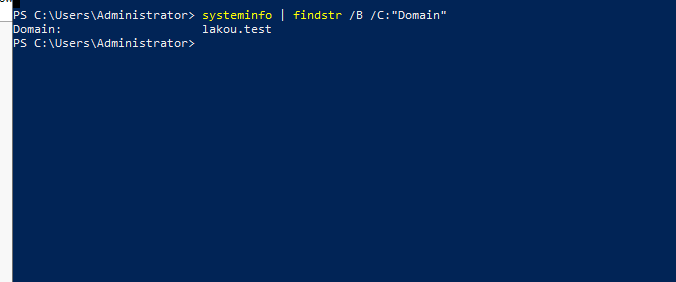 PS C:\Users\Administrator> systeminfo | findstr /B /C:"Domain"
Domain:                    lakou.test
PS C:\Users\Administrator>